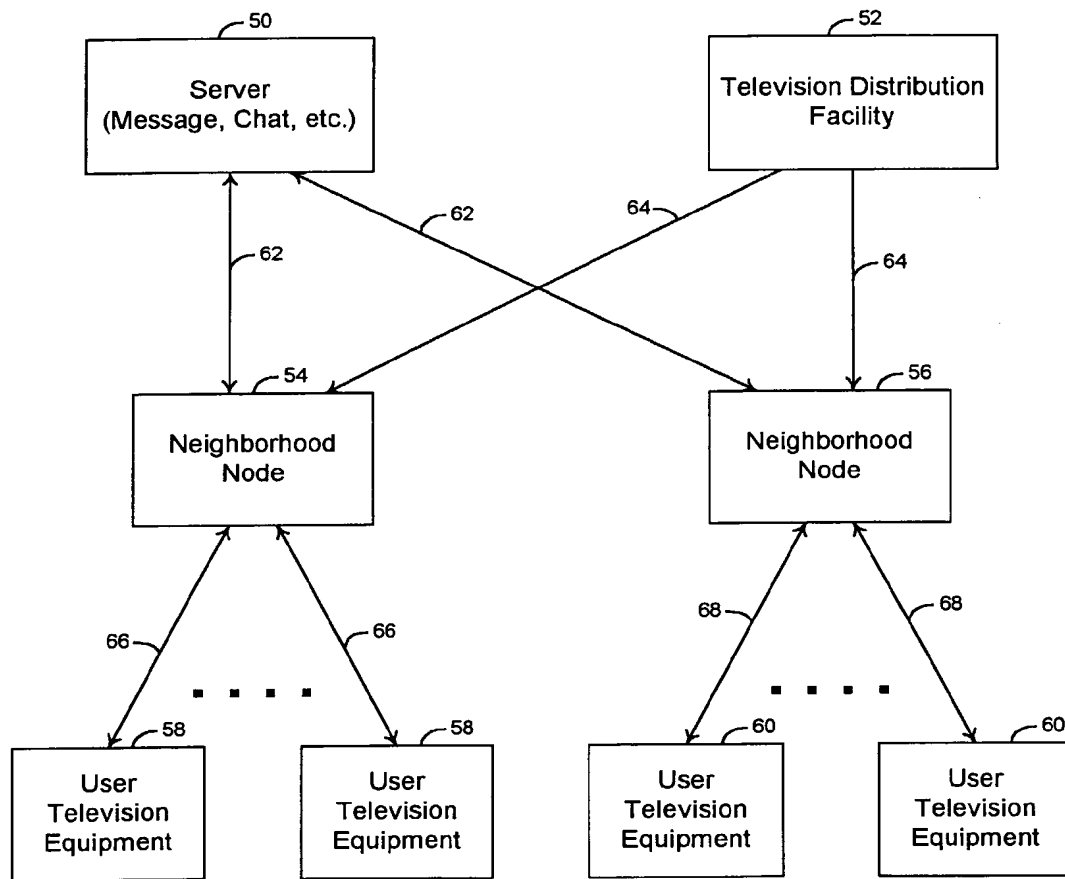 50
52
Server
(Message, Chat, etc.)
Television Distribution
Facility
62
64
62
64
54
56
Neighborhood
Node
Neighborhood
Node
66
66
68
68
58
58
60
60
User
Television
Equipment
User
Television
Equipment
User
Television
Equipment
User
Television
Equipment